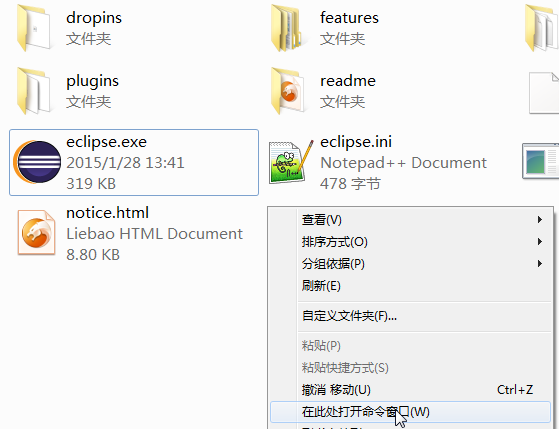 dropins
文件夹
features
文件夹
plugins
文件夹
readme
文件夹
eclipse.exe
2015/1/28 13:41
319 KB
eclipse.ini
Notepad++ Document
478 字节
notice.html
Liebao HTML Document
8.80 KB
查看(V)
排序方式(O)
分组依据(P)
刷新(E)
自定义文件夹(F)...
粘贴(P)
粘贴快捷方式(S)
撤消 移动(U) Ctrl+Z
在此处打开命令窗口(W)